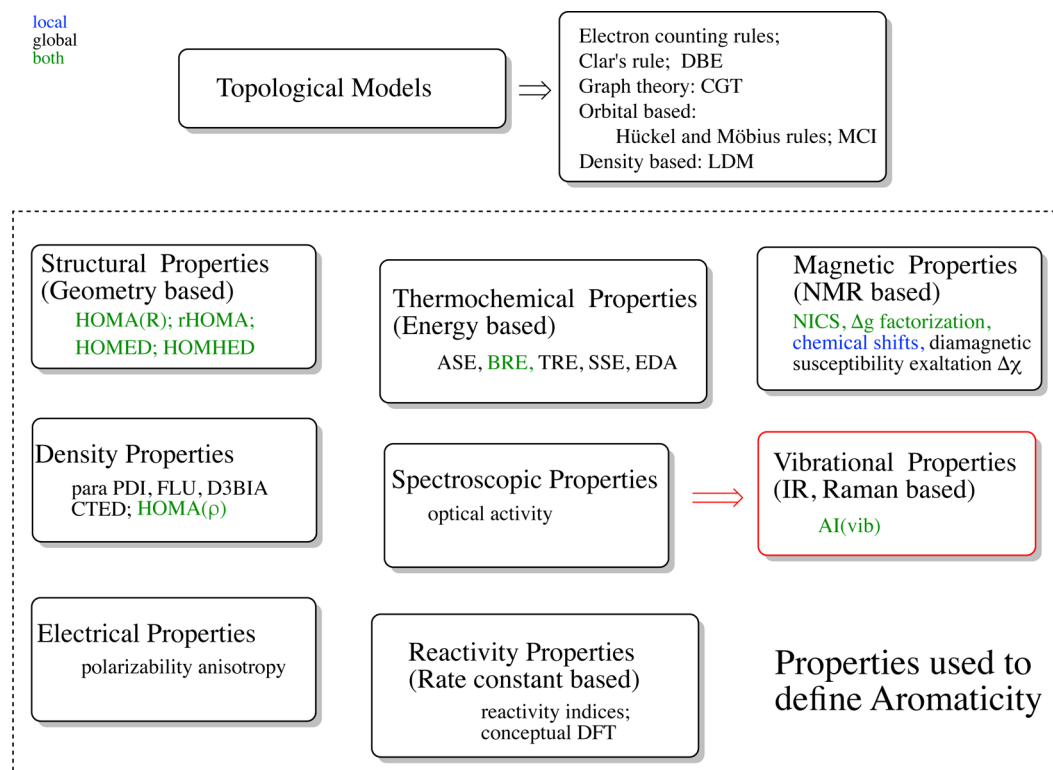 local
global
both
Topological Models
Electron counting rules;
Clar's rule; DBE
Graph theory: CGT
Orbital based:
Hückel and Möbius rules; MCI
Density based: LDM
Structural Properties
(Geometry based)
HOMA(R); rHOMA;
HOMED; HOMHED
Thermochemical Properties
(Energy based)
ASE, BRE, TRE, SSE, EDA
Magnetic Properties
(NMR based)
NICS, Δg factorization,
chemical shifts, diamagnetic
susceptibility exaltation Δχ
Density Properties
para PDI, FLU, D3BIA
CTED; HOMA(ρ)
Spectroscopic Properties
optical activity
Vibrational Properties
(IR, Raman based)
AI(vib)
Electrical Properties
polarizability anisotropy
Reactivity Properties
(Rate constant based)
reactivity indices;
conceptual DFT
Properties used to
define Aromaticity